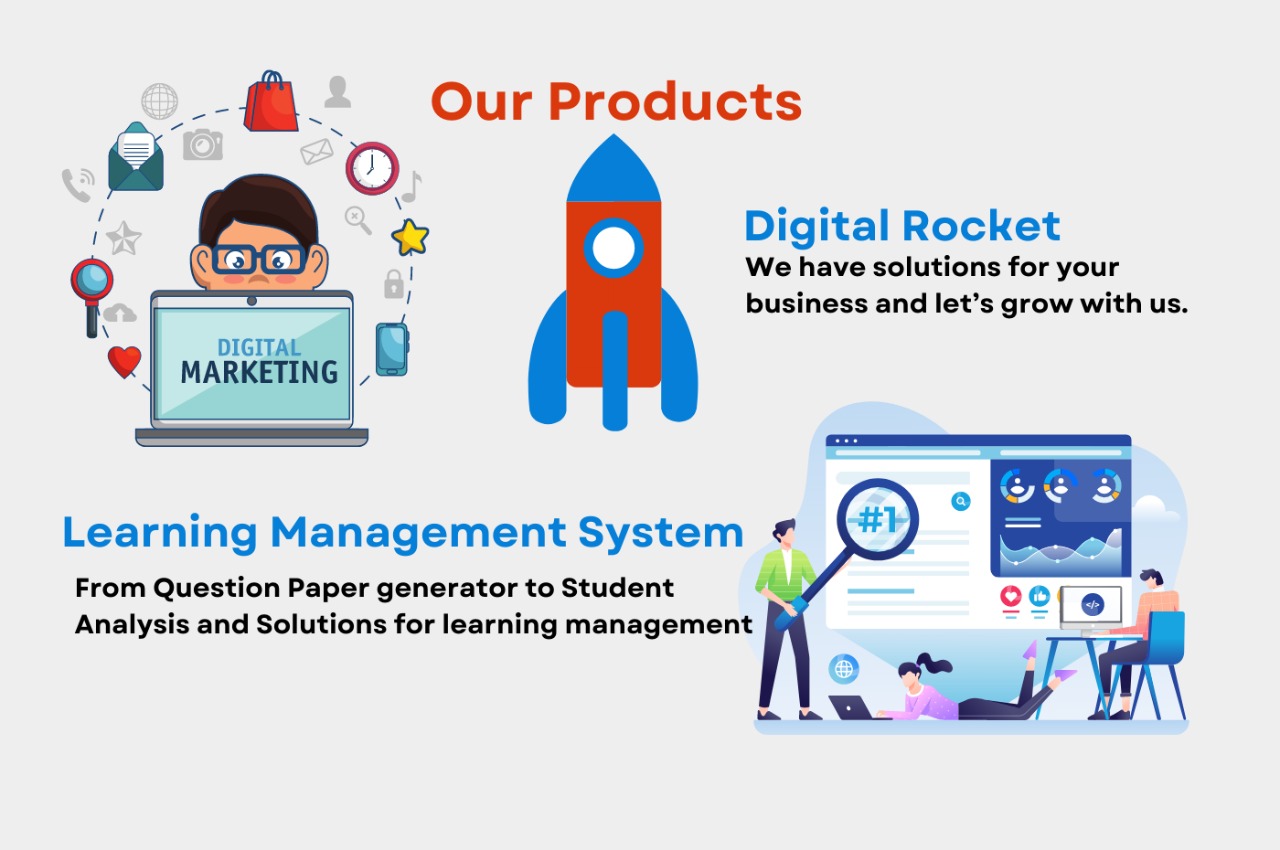 Our Products
DIGITAL
MARKETING
Digital Rocket
We have solutions for your
business and let’s grow with us.
Learning Management System
From Question Paper generator to Student
Analysis and Solutions for learning management
#1
</>